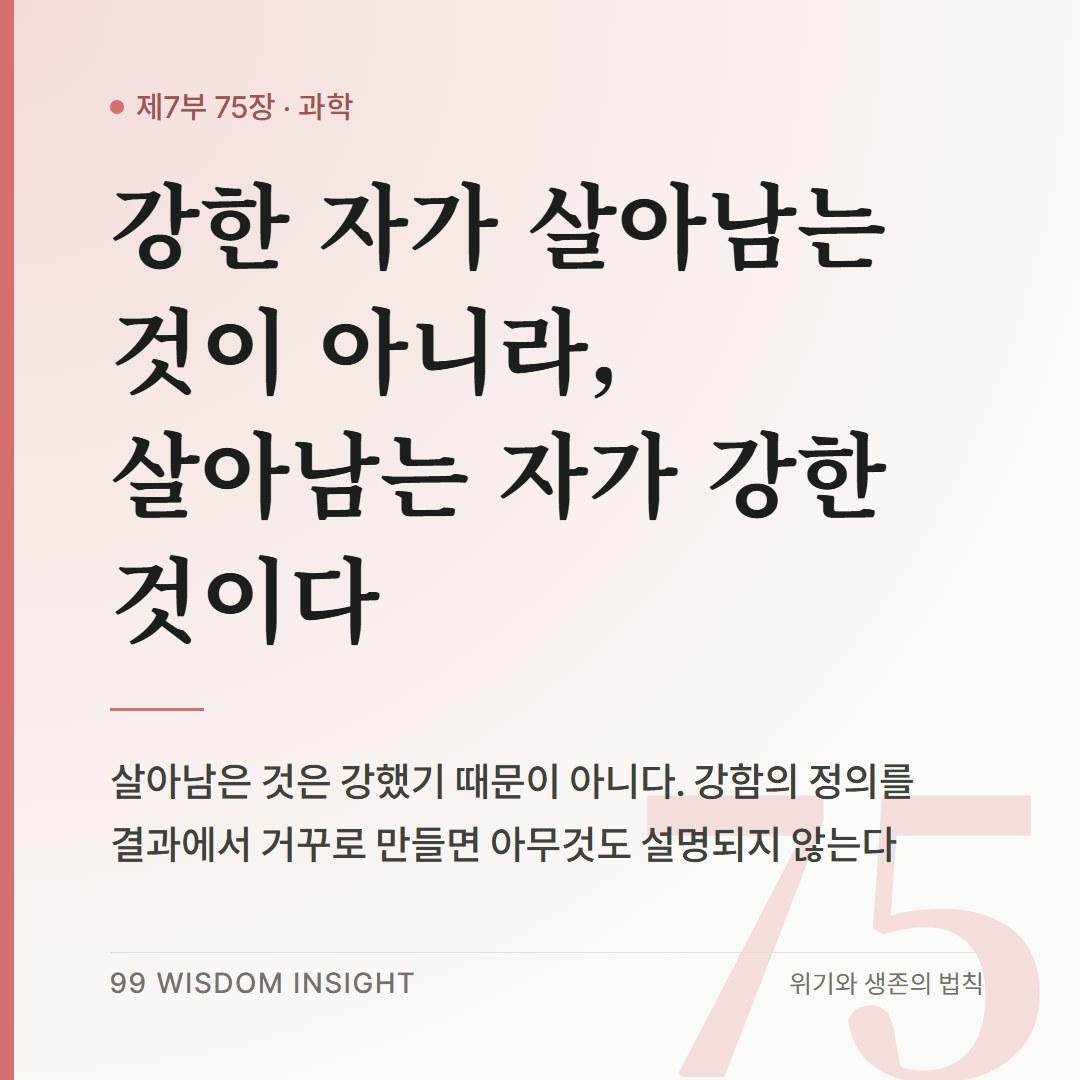 제7부 75장 · 과학
강한 자가 살아남는
것이 아니라,
살아남는 자가 강한
것이다
살아남은 것은 강했기 때문이 아니다. 강함의 정의를
결과에서 거꾸로 만들면 아무것도 설명되지 않는다
75
99 WISDOM INSIGHT
위기와 생존의 법칙